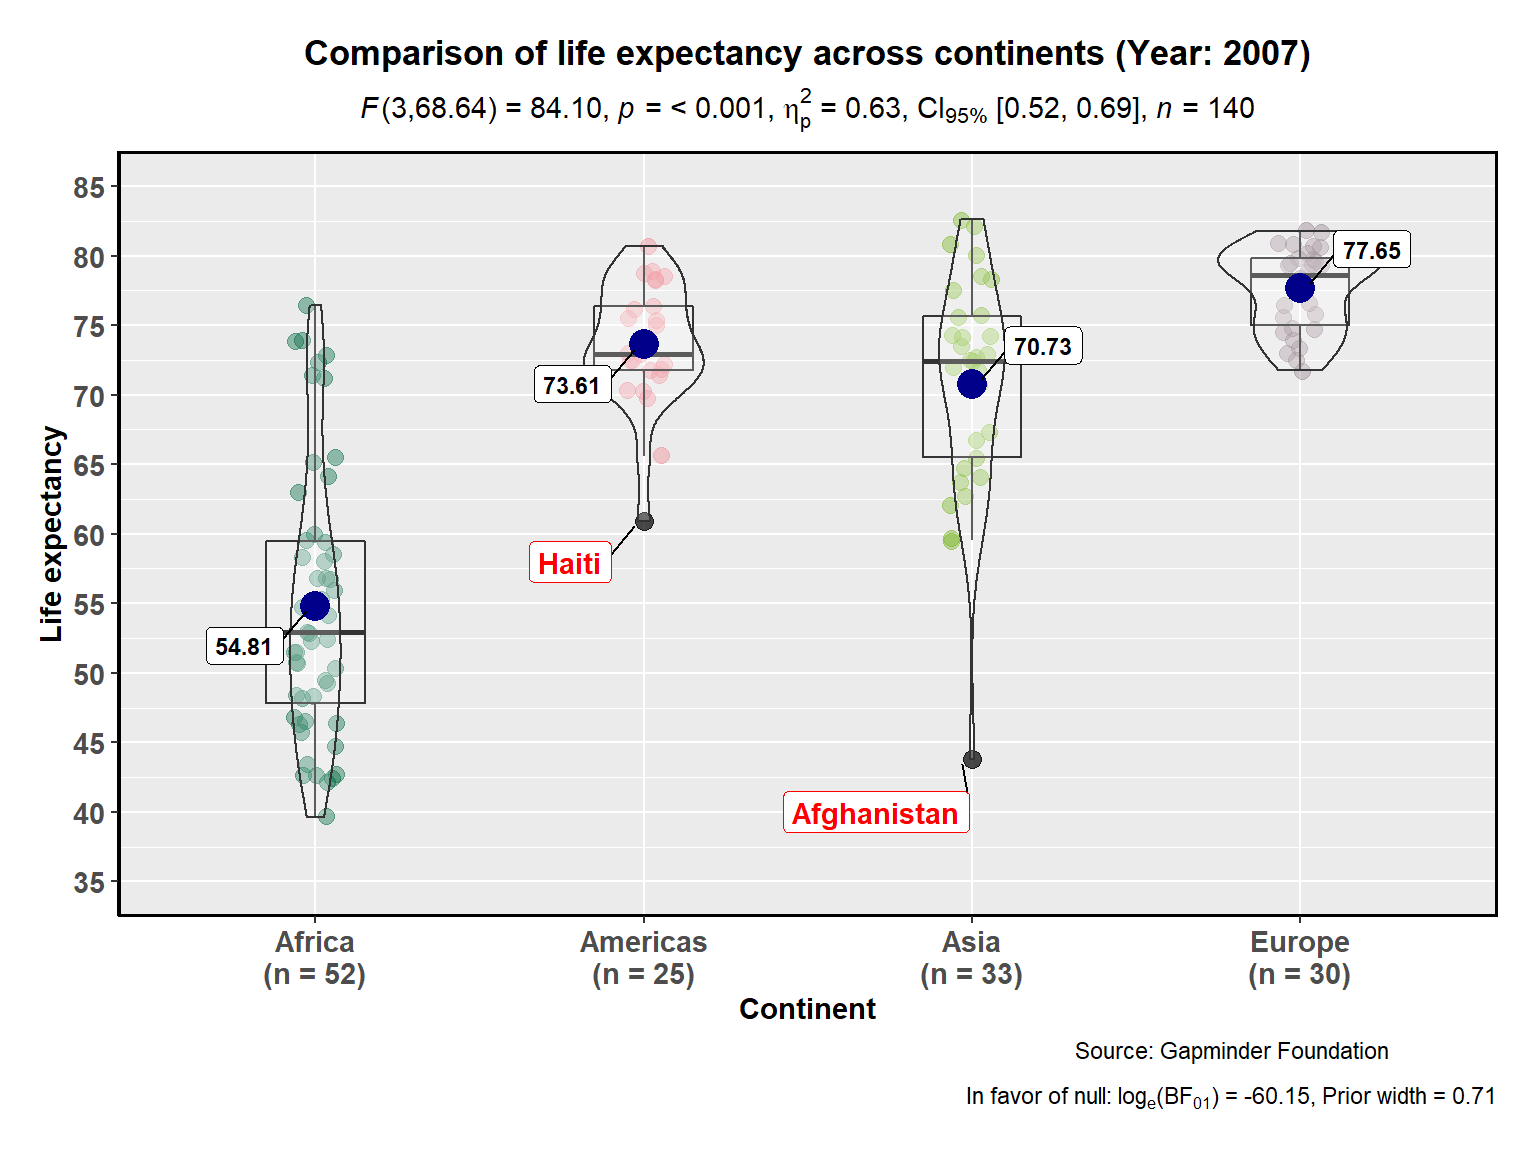 Comparison of life expectancy across continents (Year: 2007)
F(3,68.64) = 84.10, p = < 0.001, η²ₚ = 0.63, CI₉₅% [0.52, 0.69], n = 140
85
80
75
70
65
60
55
50
45
40
35
Life expectancy
54.81
73.61
70.73
77.65
Haiti
Afghanistan
Africa
(n = 52)
Americas
(n = 25)
Asia
(n = 33)
Europe
(n = 30)
Continent
Source: Gapminder Foundation
In favor of null: logₑ(BF₀₁) = -60.15, Prior width = 0.71